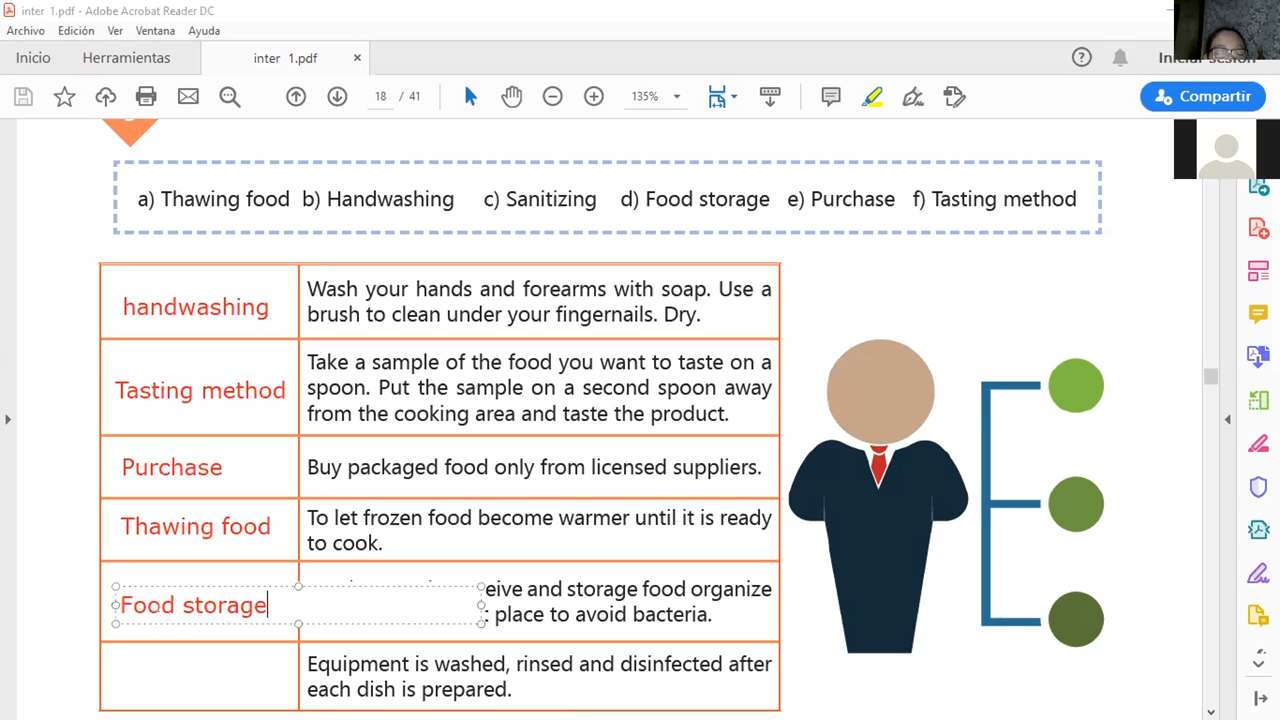 inter 1.pdf - Adobe Acrobat Reader DC
Archivo Edición Ver Ventana Ayuda
Inicio Herramientas inter 1.pdf × Iniciar sesión
18 / 41 135% Compartir
a) Thawing food b) Handwashing c) Sanitizing d) Food storage e) Purchase f) Tasting method
handwashing
Wash your hands and forearms with soap. Use a
brush to clean under your fingernails. Dry.
Tasting method
Take a sample of the food you want to taste on a
spoon. Put the sample on a second spoon away
from the cooking area and taste the product.
Purchase
Buy packaged food only from licensed suppliers.
Thawing food
To let frozen food become warmer until it is ready
to cook.
Food storage
eive and storage food organize
place to avoid bacteria.
Equipment is washed, rinsed and disinfected after
each dish is prepared.